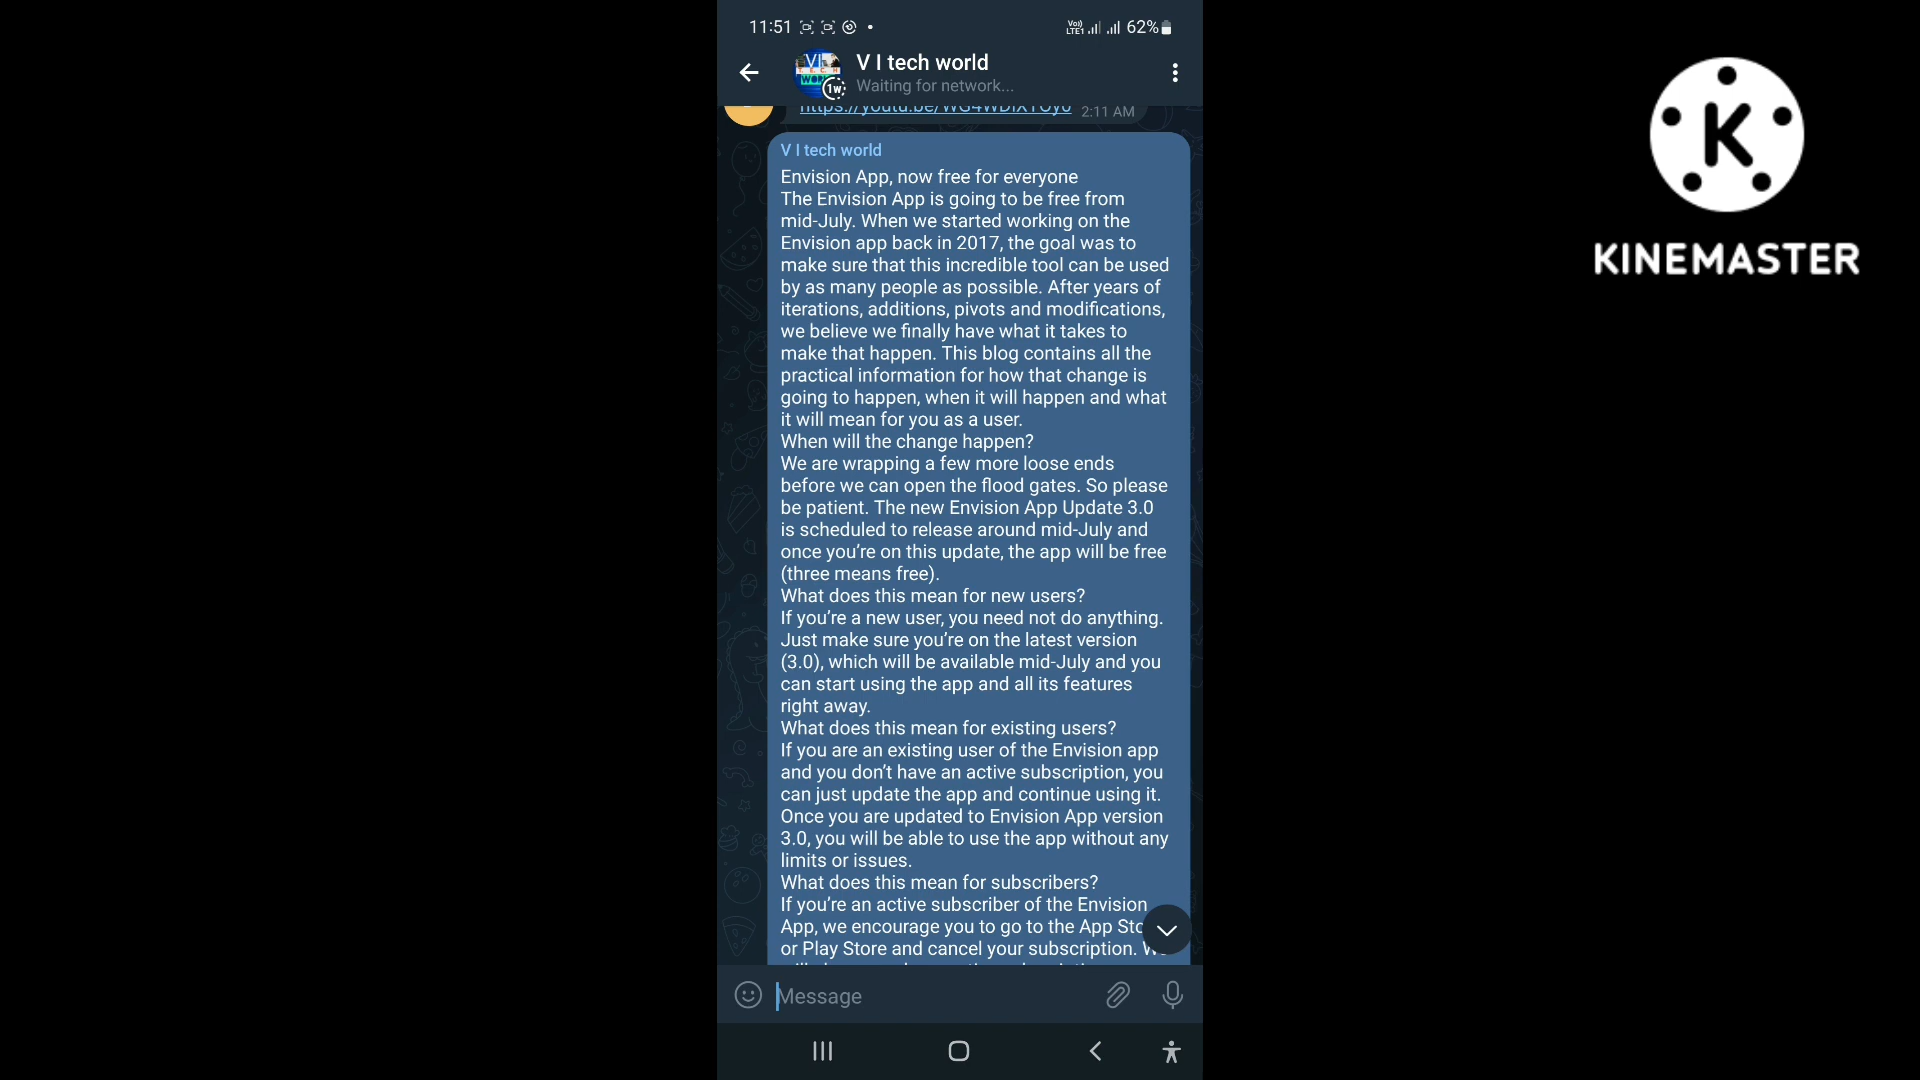 11:51
Vo)) LTE1 62%
V I tech world
1w
Waiting for network...
2:11 AM
V I tech world
Envision App, now free for everyone
The Envision App is going to be free from
mid-July. When we started working on the
Envision app back in 2017, the goal was to
make sure that this incredible tool can be used
by as many people as possible. After years of
iterations, additions, pivots and modifications,
we believe we finally have what it takes to
make that happen. This blog contains all the
practical information for how that change is
going to happen, when it will happen and what
it will mean for you as a user.
When will the change happen?
We are wrapping a few more loose ends
before we can open the flood gates. So please
be patient. The new Envision App Update 3.0
is scheduled to release around mid-July and
once you’re on this update, the app will be free
(three means free).
What does this mean for new users?
If you’re a new user, you need not do anything.
Just make sure you’re on the latest version
(3.0), which will be available mid-July and you
can start using the app and all its features
right away.
What does this mean for existing users?
If you are an existing user of the Envision app
and you don’t have an active subscription, you
can just update the app and continue using it.
Once you are updated to Envision App version
3.0, you will be able to use the app without any
limits or issues.
What does this mean for subscribers?
If you’re an active subscriber of the Envision
App, we encourage you to go to the App
or Play Store and cancel your subscription.
Message
K
KINEMASTER